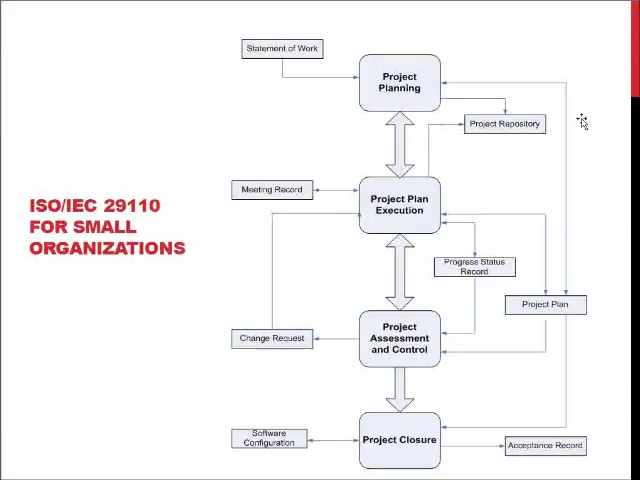 Statement of Work
Project
Planning
Project Repository
Meeting Record
Project Plan
Execution
ISO/IEC 29110
FOR SMALL
ORGANIZATIONS
Progress Status
Record
Project Plan
Project
Assessment
and Control
Change Request
Software
Configuration
Project Closure
Acceptance Record